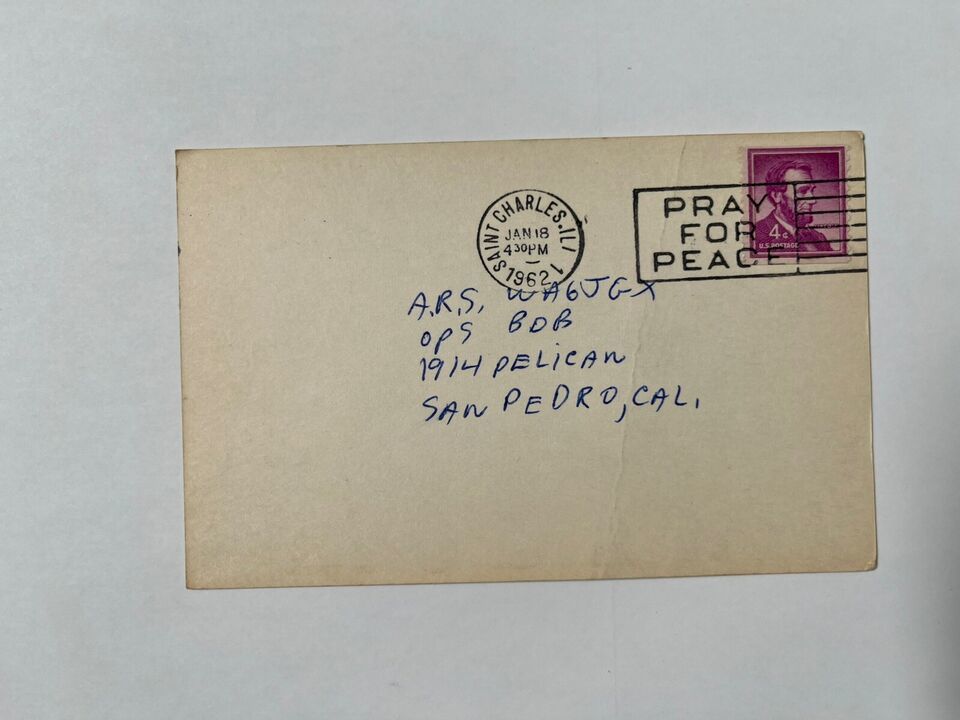 SAINT CHARLES, ILL
JAN 18
4 30 PM
1962
1
PRAY
FOR
PEACE
4¢
U.S. POSTAGE
A.R.S. WA6JGX
OPS BOB
1914 PELICAN
SAN PEDRO, CAL.